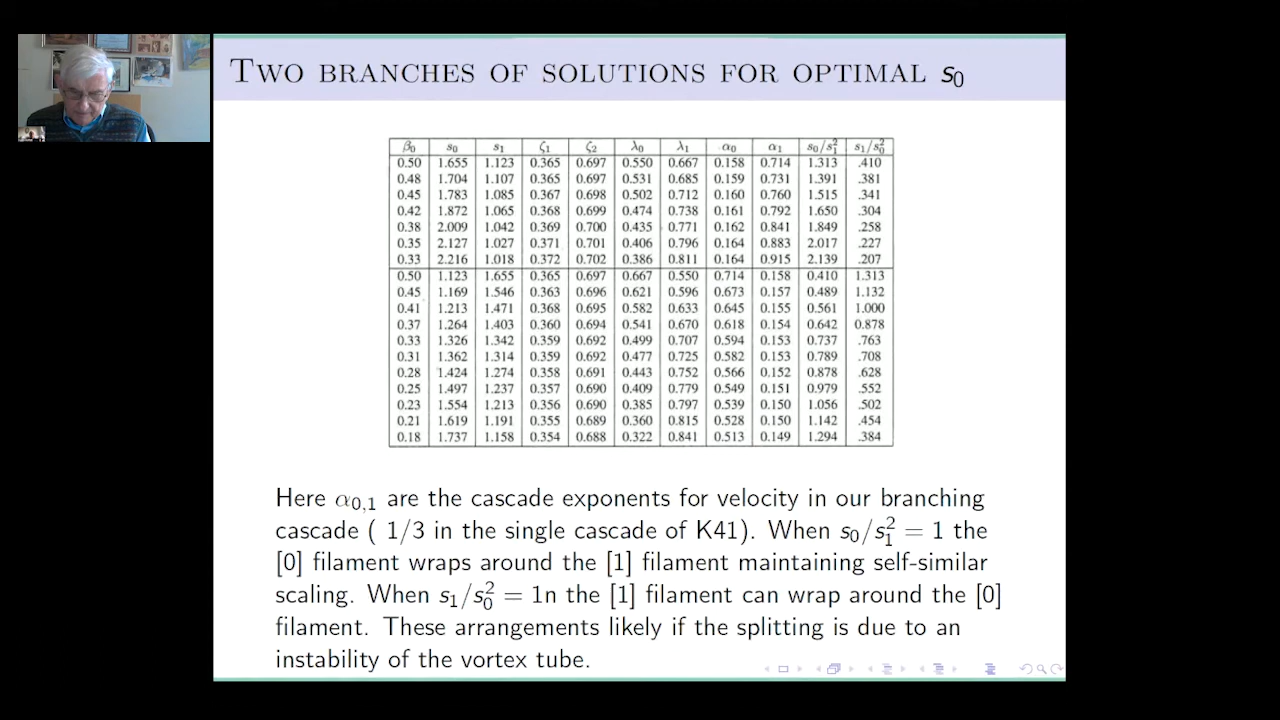 TWO BRANCHES OF SOLUTIONS FOR OPTIMAL s₀
β₀ s₀ s₁ ζ₁ ζ₂ λ₀ λ₁ α₀ α₁ s₀/s₁² s₁/s₀²
0.50 1.655 1.123 0.365 0.697 0.550 0.667 0.158 0.714 1.313 .410
0.48 1.704 1.107 0.365 0.697 0.531 0.685 0.159 0.731 1.391 .381
0.45 1.783 1.085 0.367 0.698 0.502 0.712 0.160 0.760 1.515 .341
0.42 1.872 1.065 0.368 0.699 0.474 0.738 0.161 0.792 1.650 .304
0.38 2.009 1.042 0.369 0.700 0.435 0.771 0.162 0.841 1.849 .258
0.35 2.127 1.027 0.371 0.701 0.406 0.796 0.164 0.883 2.017 .227
0.33 2.216 1.018 0.372 0.702 0.386 0.811 0.164 0.915 2.139 .207
0.50 1.123 1.655 0.365 0.697 0.667 0.550 0.714 0.158 0.410 1.313
0.45 1.169 1.546 0.363 0.696 0.621 0.596 0.673 0.157 0.489 1.132
0.41 1.213 1.471 0.368 0.695 0.582 0.633 0.645 0.155 0.561 1.000
0.37 1.264 1.403 0.360 0.694 0.541 0.670 0.618 0.154 0.642 0.878
0.33 1.326 1.342 0.359 0.692 0.499 0.707 0.594 0.153 0.737 .763
0.31 1.362 1.314 0.359 0.692 0.477 0.725 0.582 0.153 0.789 .708
0.28 1.424 1.274 0.358 0.691 0.443 0.752 0.566 0.152 0.878 .628
0.25 1.497 1.237 0.357 0.690 0.409 0.779 0.549 0.151 0.979 .552
0.23 1.554 1.213 0.356 0.690 0.385 0.797 0.539 0.150 1.056 .502
0.21 1.619 1.191 0.355 0.689 0.360 0.815 0.528 0.150 1.142 .454
0.18 1.737 1.158 0.354 0.688 0.322 0.841 0.513 0.149 1.294 .384
Here α₀,₁ are the cascade exponents for velocity in our branching
cascade ( 1/3 in the single cascade of K41). When s₀/s₁² = 1 the
[0] filament wraps around the [1] filament maintaining self-similar
scaling. When s₁/s₀² = 1n the [1] filament can wrap around the [0]
filament. These arrangements likely if the splitting is due to an
instability of the vortex tube.